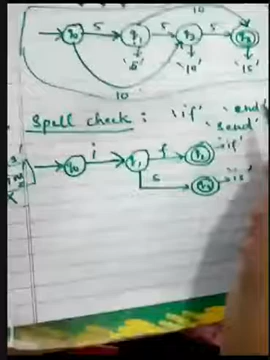 10
q0 5 q1 5 q2 5 q3
'5' '10' '15'
10
Spell check : 'if' 'end'
'send'
q0 i q1 f q2 'if'
s q3 'is'